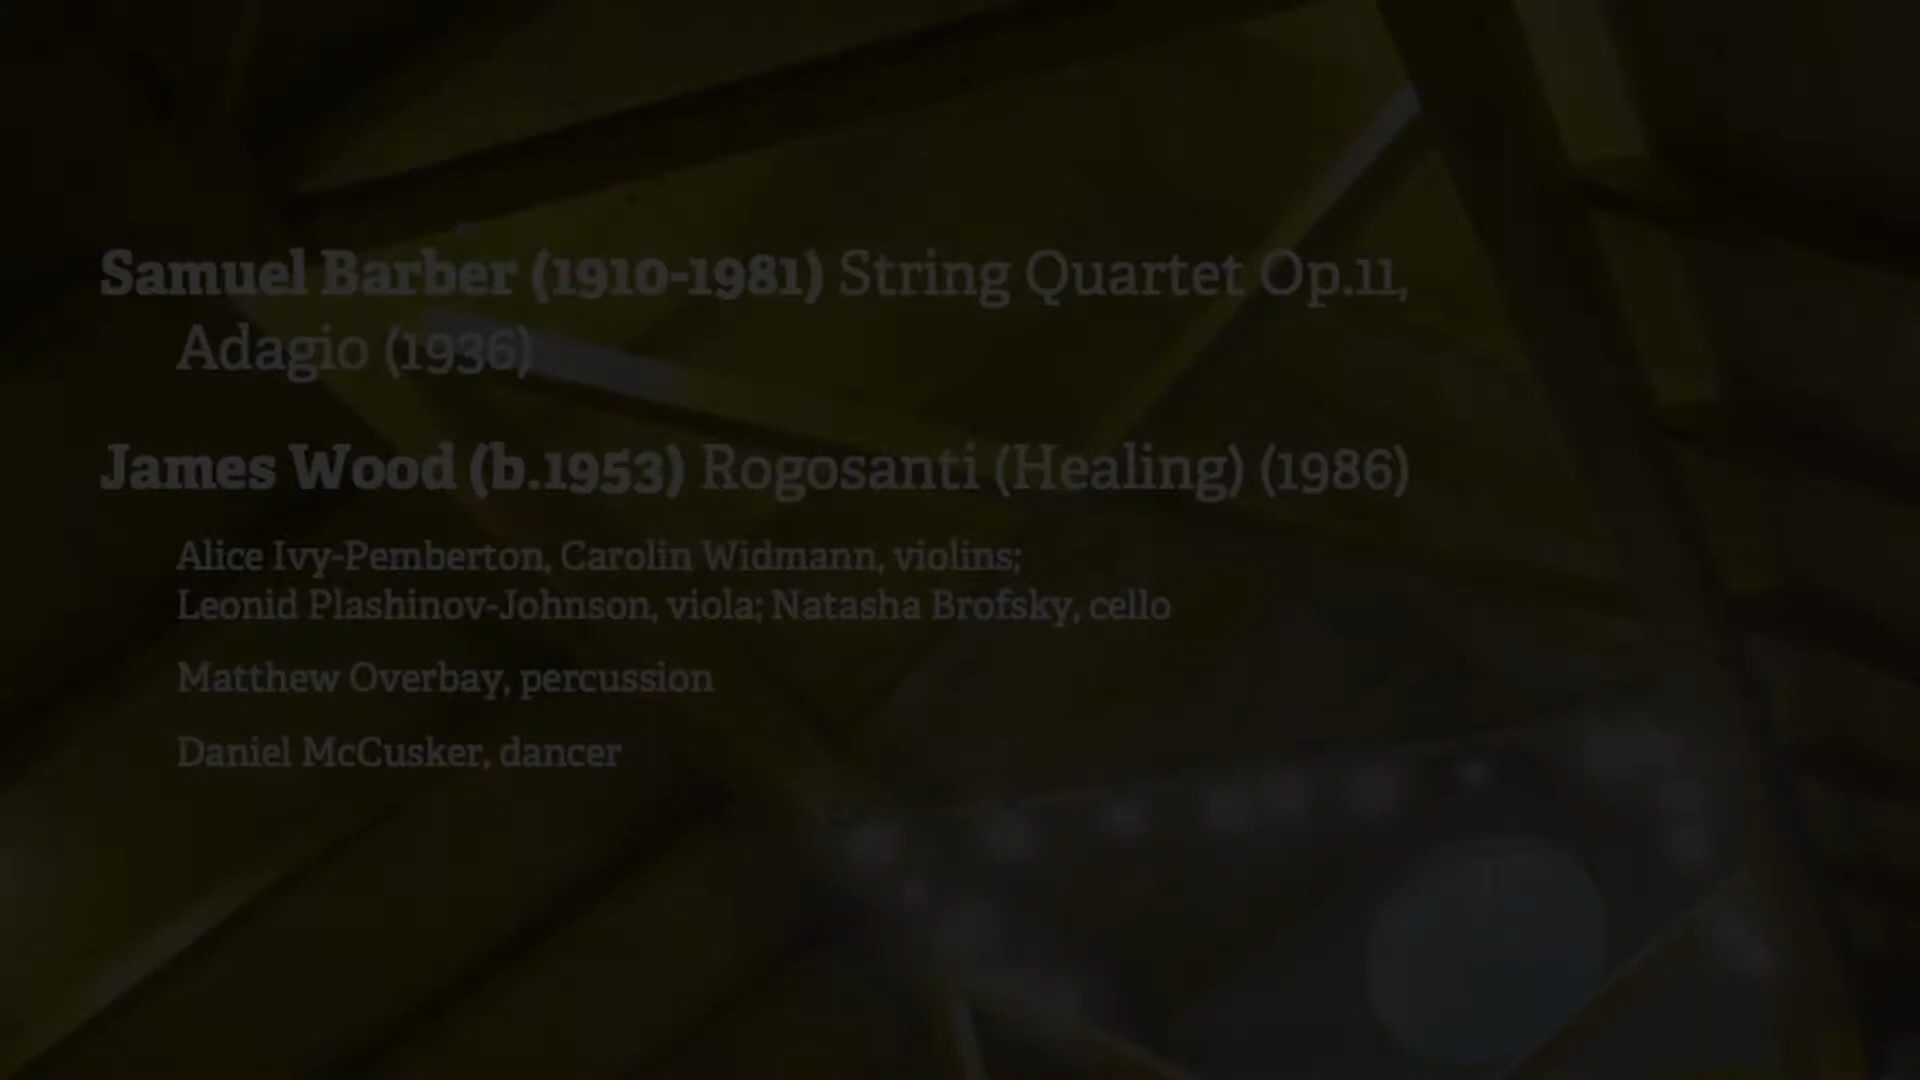 Samuel Barber (1910-1981) String Quartet Op.11,
Adagio (1936)
James Wood (b.1953) Rogosanti (Healing) (1986)
Alice Ivy-Pemberton, Carolin Widmann, violins;
Leonid Plashinov-Johnson, viola; Natasha Brofsky, cello
Matthew Overbay, percussion
Daniel McCusker, dancer